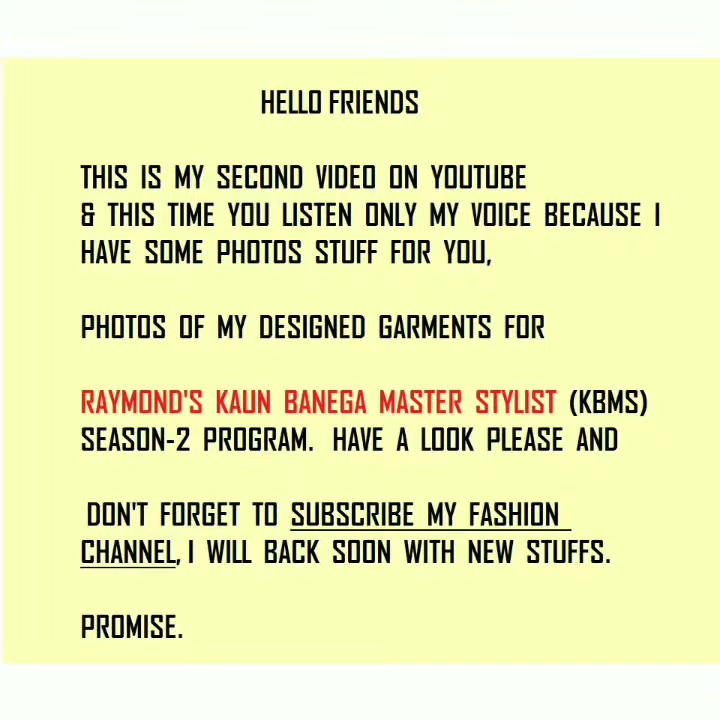 HELLO FRIENDS
THIS IS MY SECOND VIDEO ON YOUTUBE
& THIS TIME YOU LISTEN ONLY MY VOICE BECAUSE I
HAVE SOME PHOTOS STUFF FOR YOU,
PHOTOS OF MY DESIGNED GARMENTS FOR
RAYMOND'S KAUN BANEGA MASTER STYLIST (KBMS)
SEASON-2 PROGRAM. HAVE A LOOK PLEASE AND
DON'T FORGET TO SUBSCRIBE MY FASHION
CHANNEL, I WILL BACK SOON WITH NEW STUFFS.
PROMISE.